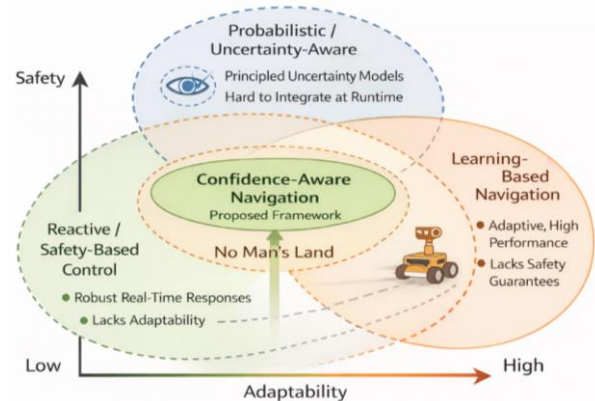 Probabilistic /
Uncertainty-Aware
Principled Uncertainty Models
Hard to Integrate at Runtime
Safety
Learning-
Based
Navigation
Adaptive, High
Performance
Lacks Safety
Guarantees
Confidence-Aware
Navigation
Proposed Framework
No Man's Land
Reactive /
Safety-Based
Control
Robust Real-Time Responses
Lacks Adaptability
Low
High
Adaptability